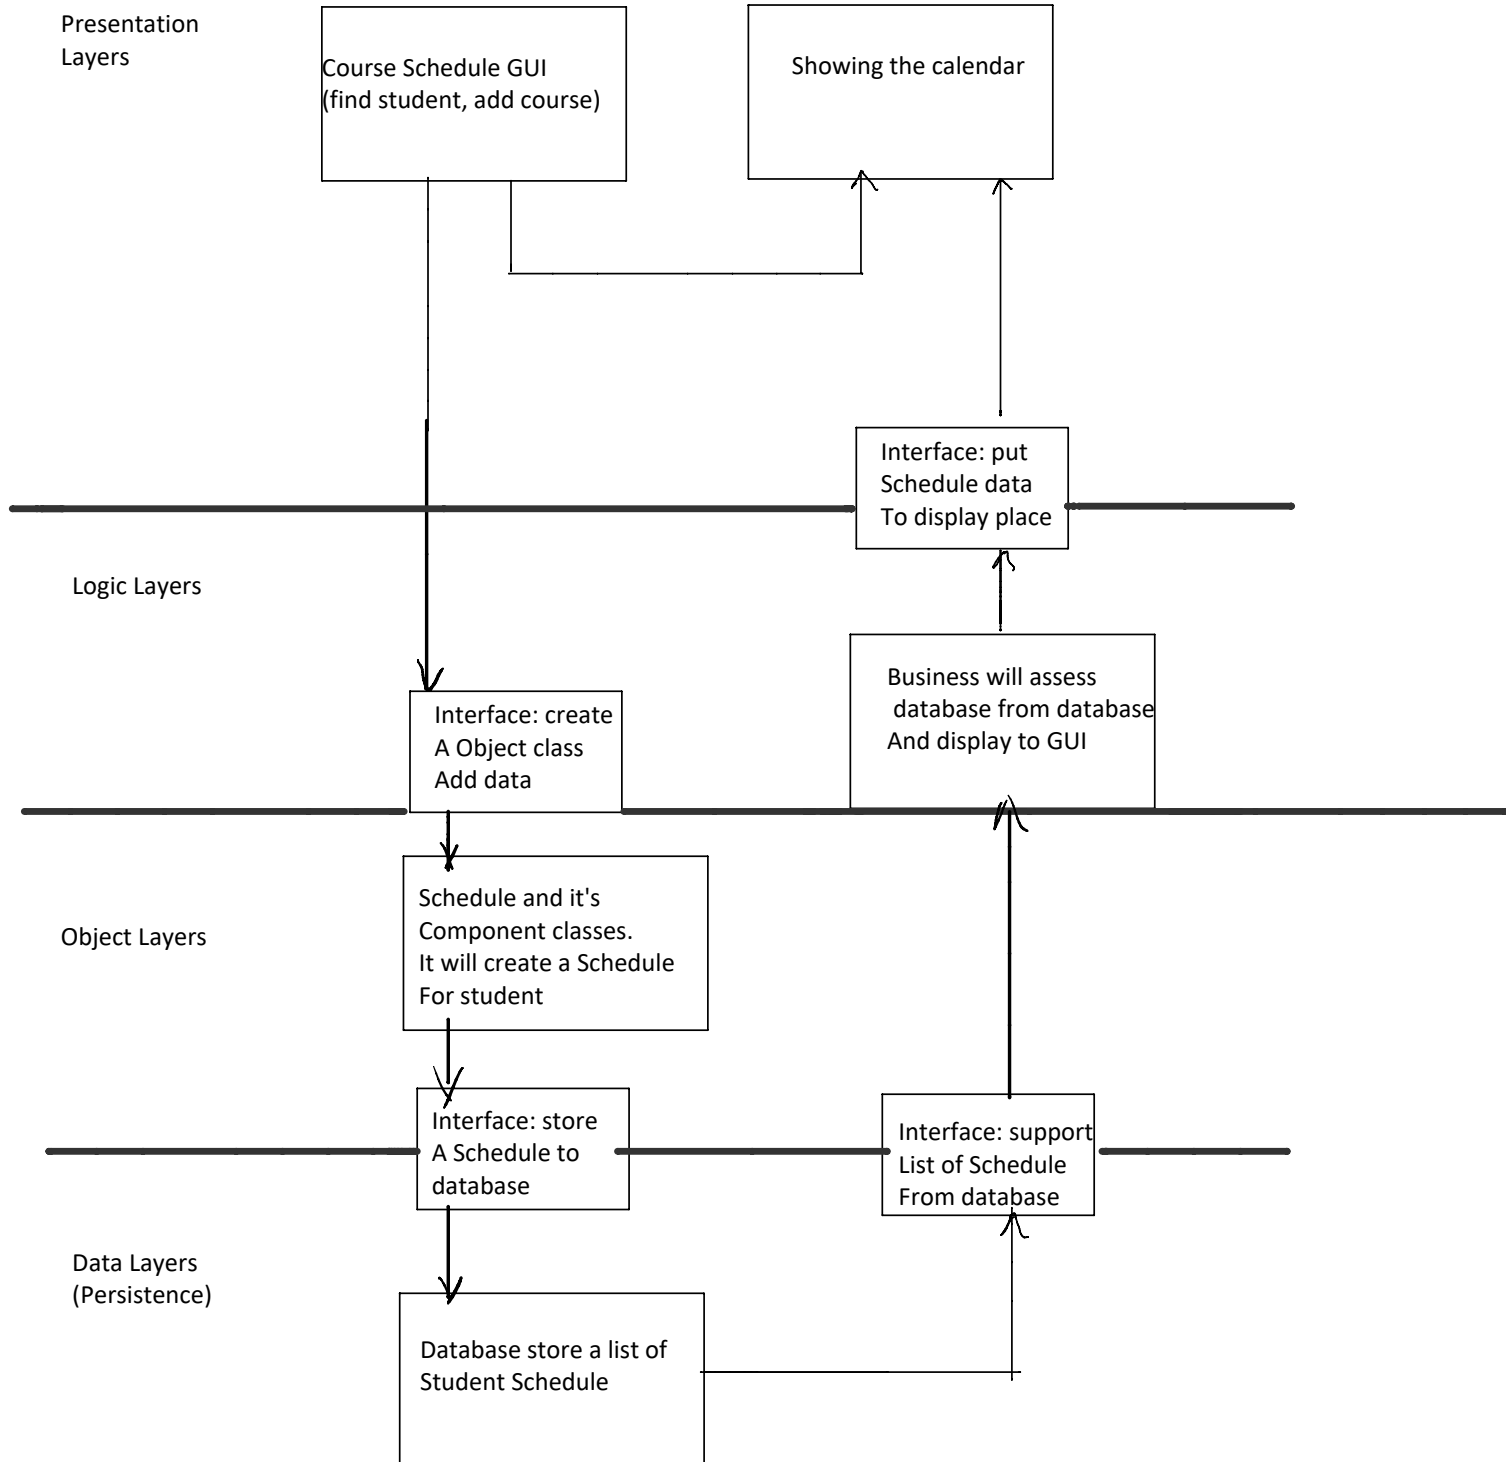 Presentation
Layers
Course Schedule GUI
(find student, add course)
Showing the calendar
Interface: put
Schedule data
To display place
Logic Layers
Business will assess
database from database
And display to GUI
Interface: create
A Object class
Add data
Object Layers
Schedule and it's
Component classes.
It will create a Schedule
For student
Interface: store
A Schedule to
database
Interface: support
List of Schedule
From database
Data Layers
(Persistence)
Database store a list of
Student Schedule